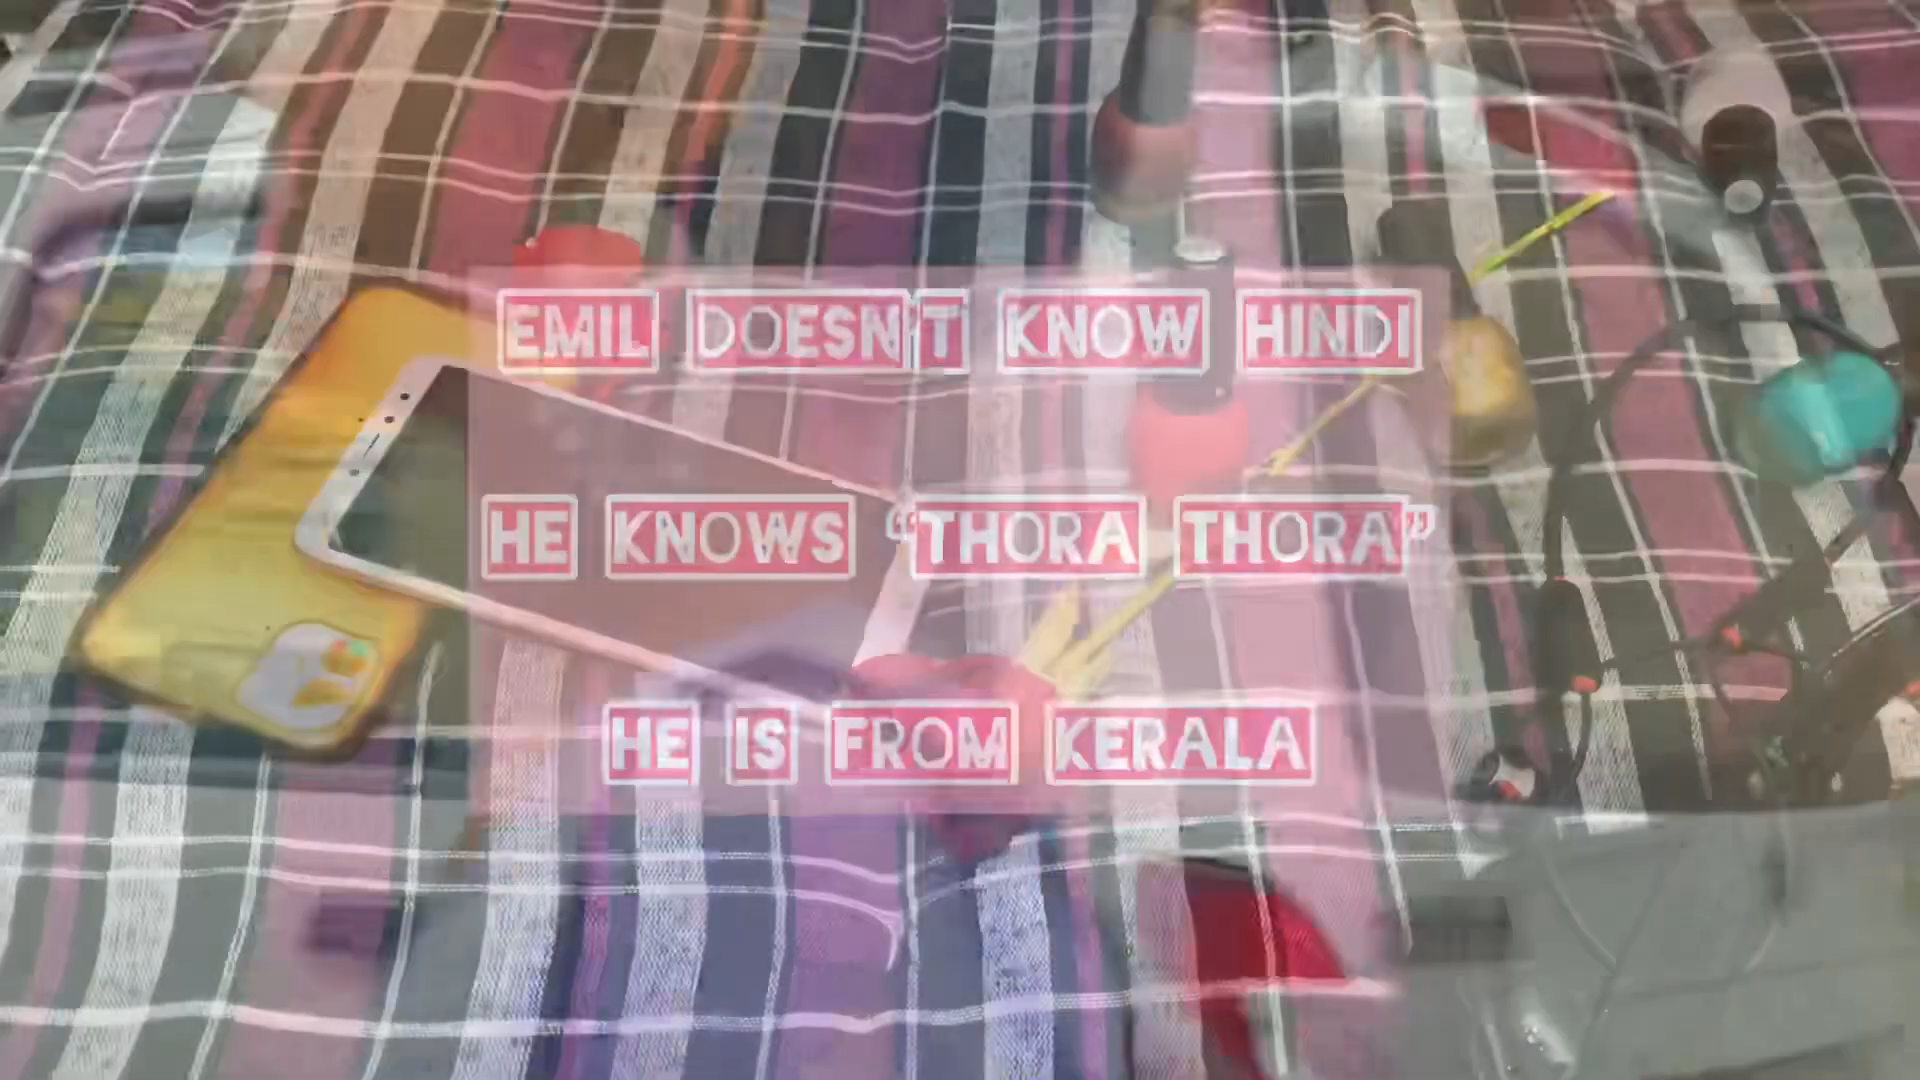 EMIL DOESN'T KNOW HINDI
HE KNOWS “THORA THORA”
HE IS FROM KERALA